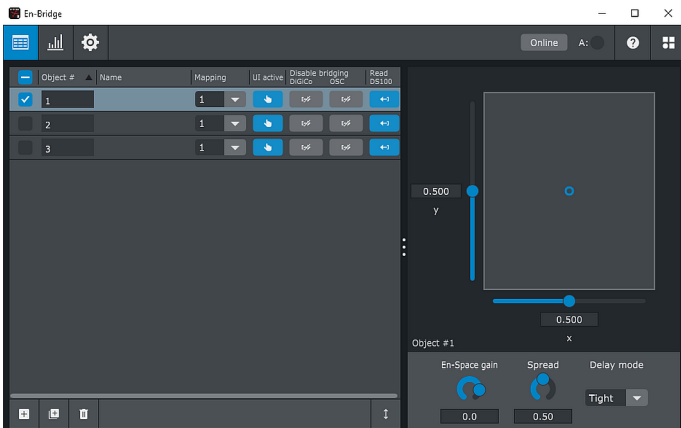 En-Bridge
Online A: ?
Object # Name Mapping UI active Disable bridging DiGiCo OSC Read DS100
1 1
2 1
3 1
0.500
y
0.500
x
Object #1
En-Space gain Spread Delay mode
Tight
0.0 0.50